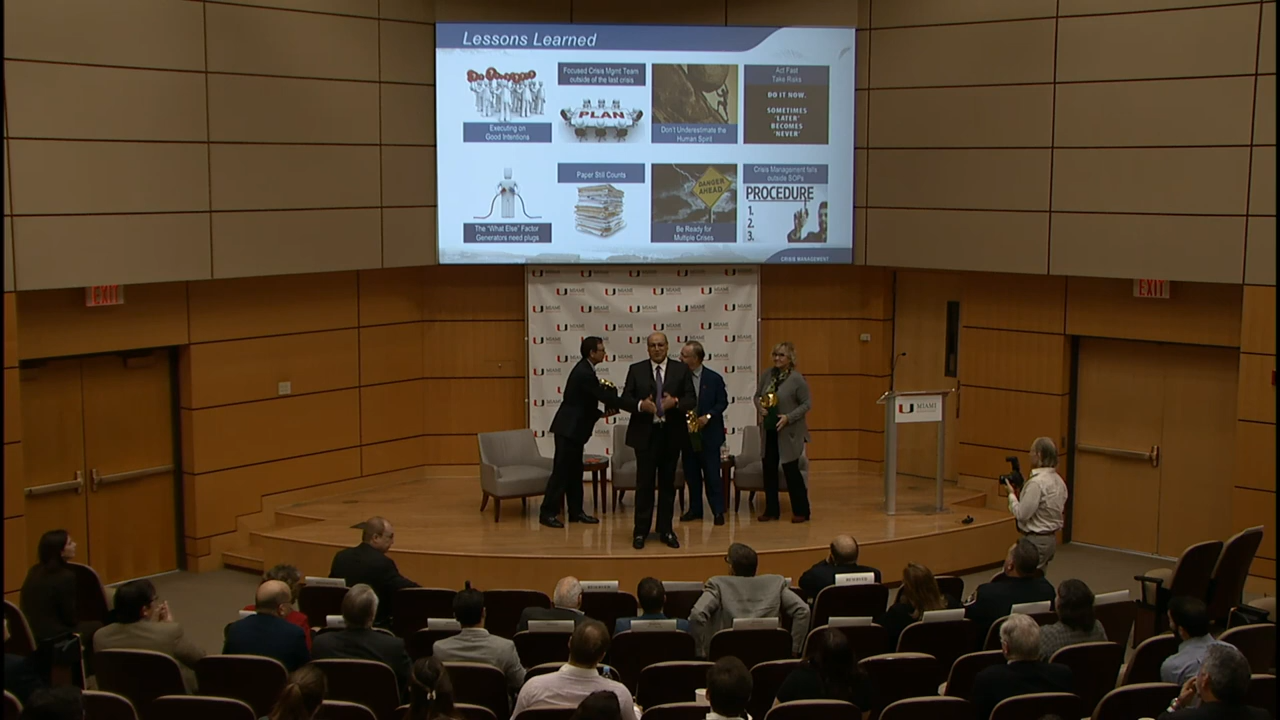 Lessons Learned
Executing on
Good Intentions
Focused Crisis Mgmt Team
outside of the last crisis
PLAN
Don't Underestimate the
Human Spirit
Act Fast
Take Risks
DO IT NOW.
SOMETIMES
'LATER'
BECOMES
'NEVER'
The "What Else" Factor
Generators need plugs
Paper Still Counts
DANGER
AHEAD
Be Ready for
Multiple Crises
Crisis Management falls
outside SOPs
PROCEDURE
1.
2.
3.
CRISIS MANAGEMENT
EXIT
EXIT
U MIAMI
U MIAMI
RESERVED